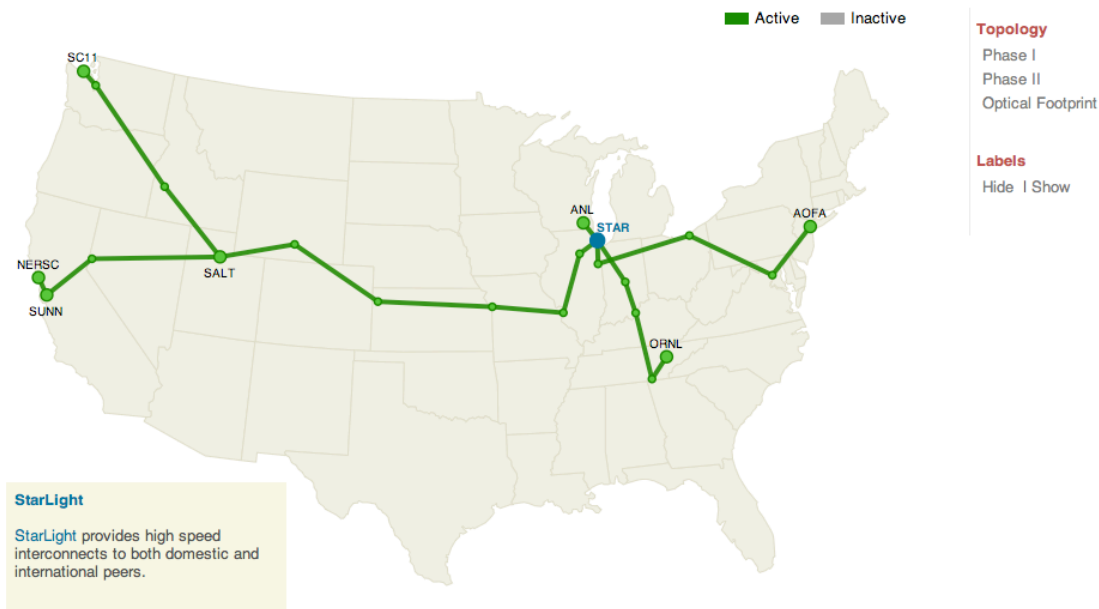 Active Inactive
Topology
Phase I
Phase II
Optical Footprint
Labels
Hide I Show
SC11
ANL
STAR
AOFA
NERSC
SALT
SUNN
ORNL
StarLight
StarLight provides high speed
interconnects to both domestic and
international peers.